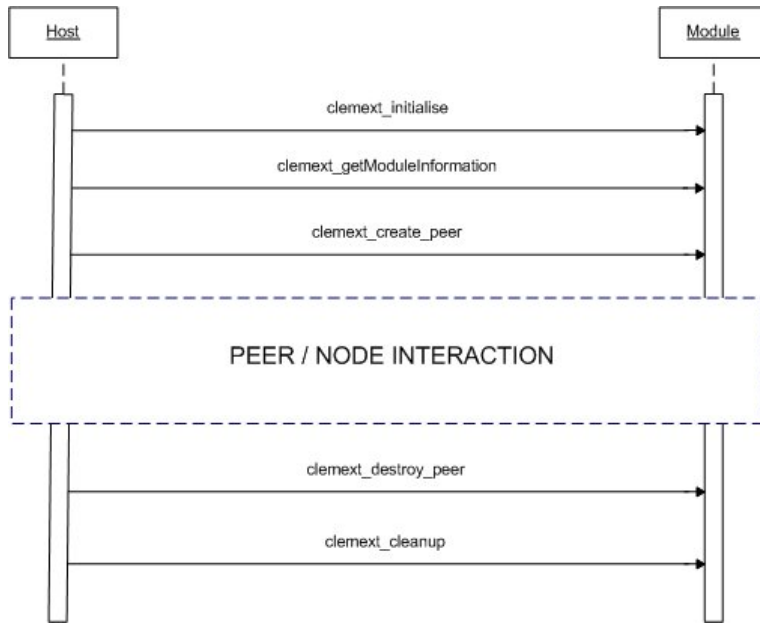 Host
Module
clemext_initialise
clemext_getModuleInformation
clemext_create_peer
PEER / NODE INTERACTION
clemext_destroy_peer
clemext_cleanup